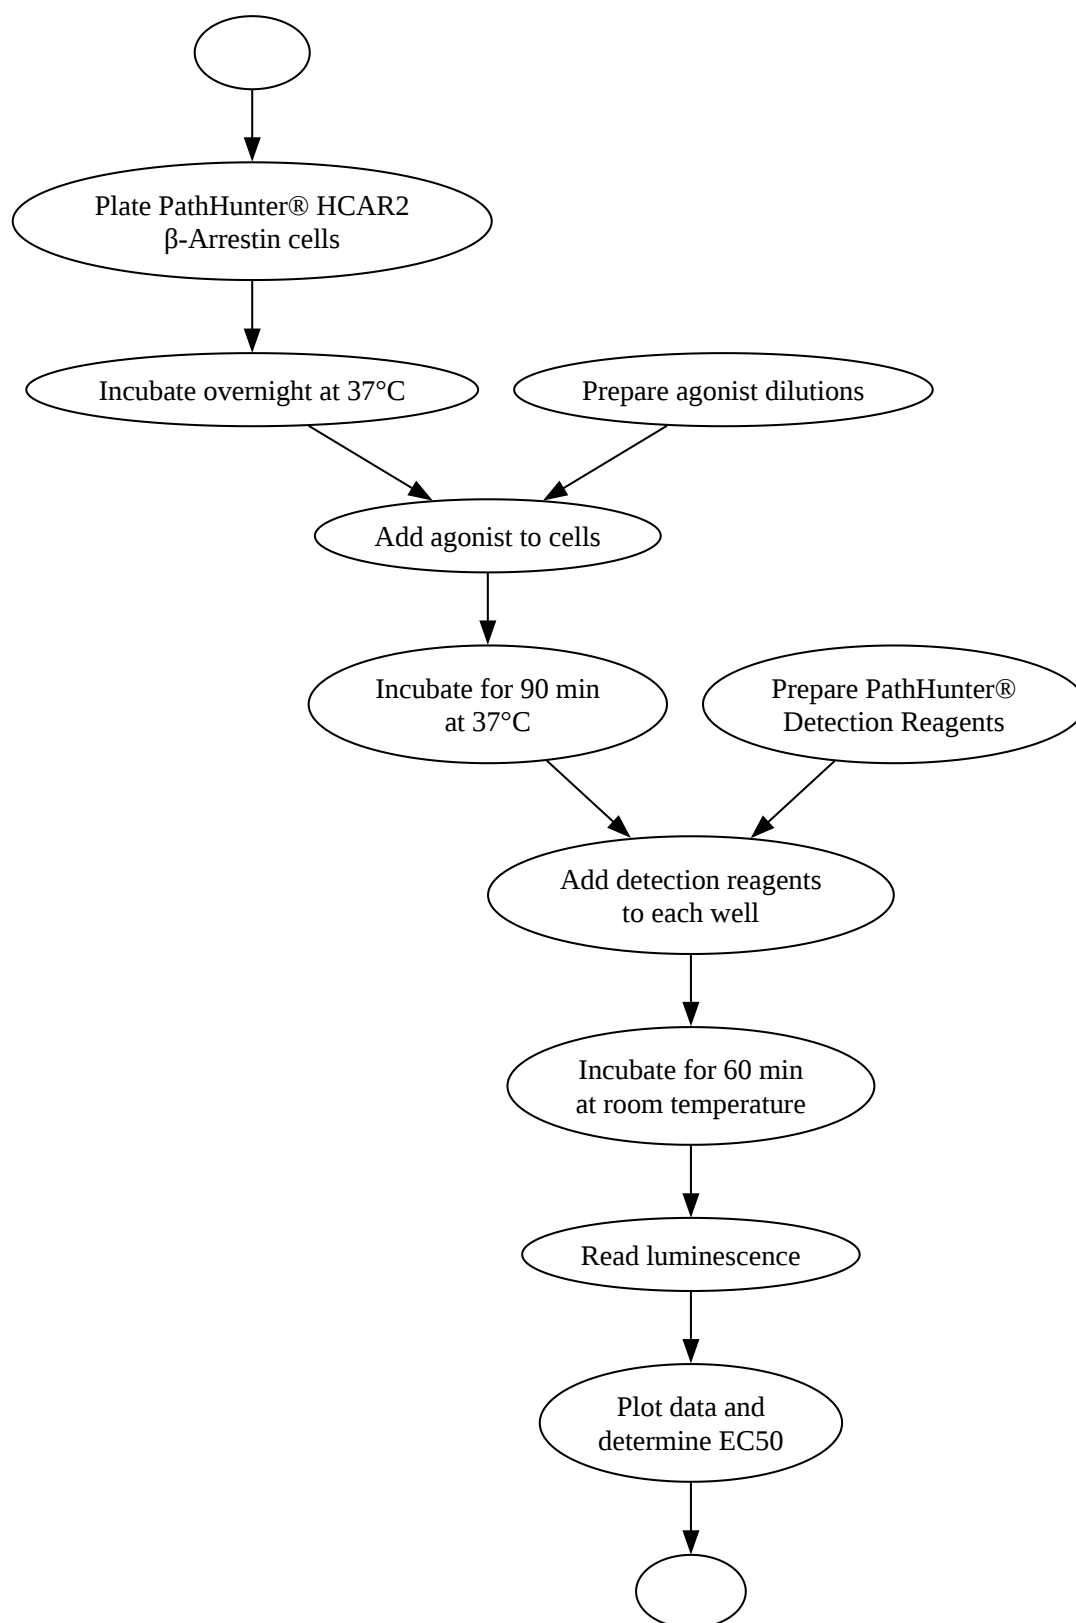 Plate PathHunter® HCAR2
β-Arrestin cells
Incubate overnight at 37°C
Prepare agonist dilutions
Add agonist to cells
Incubate for 90 min
at 37°C
Prepare PathHunter®
Detection Reagents
Add detection reagents
to each well
Incubate for 60 min
at room temperature
Read luminescence
Plot data and
determine EC50